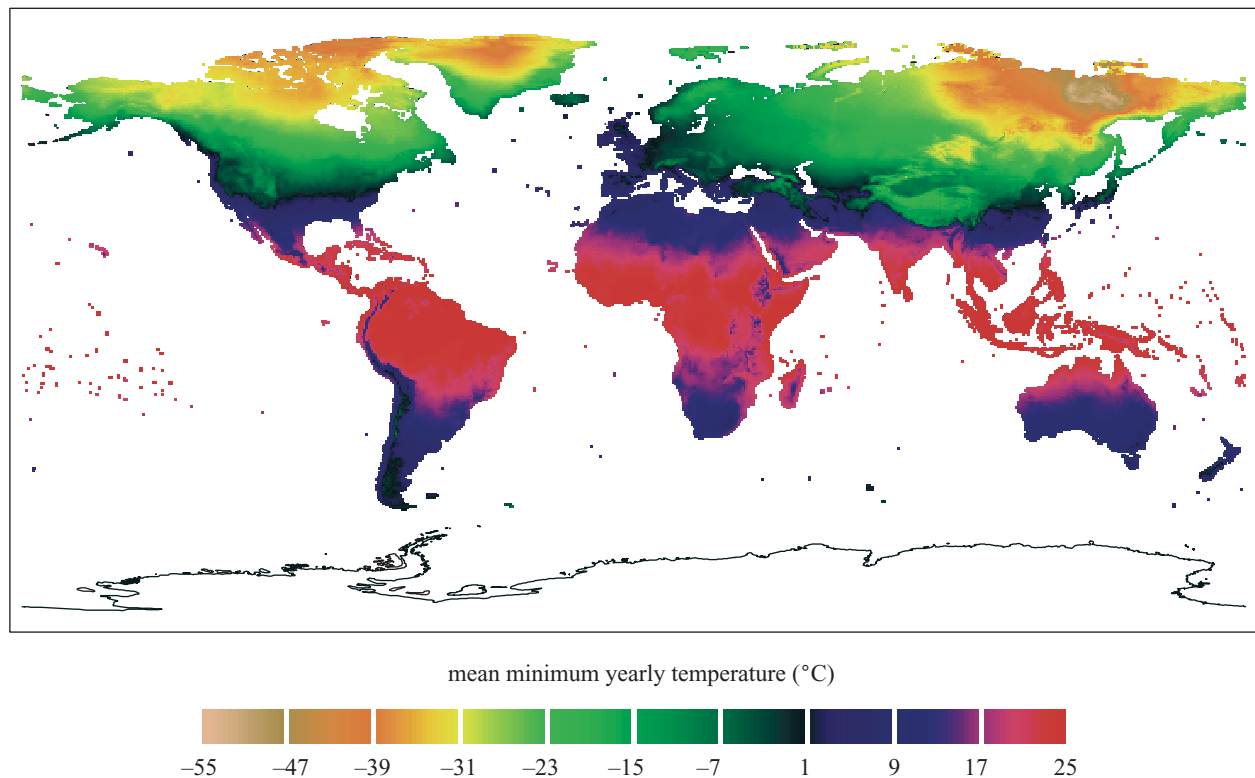 mean minimum yearly temperature (°C)
–55 –47 –39 –31 –23 –15 –7 1 9 17 25